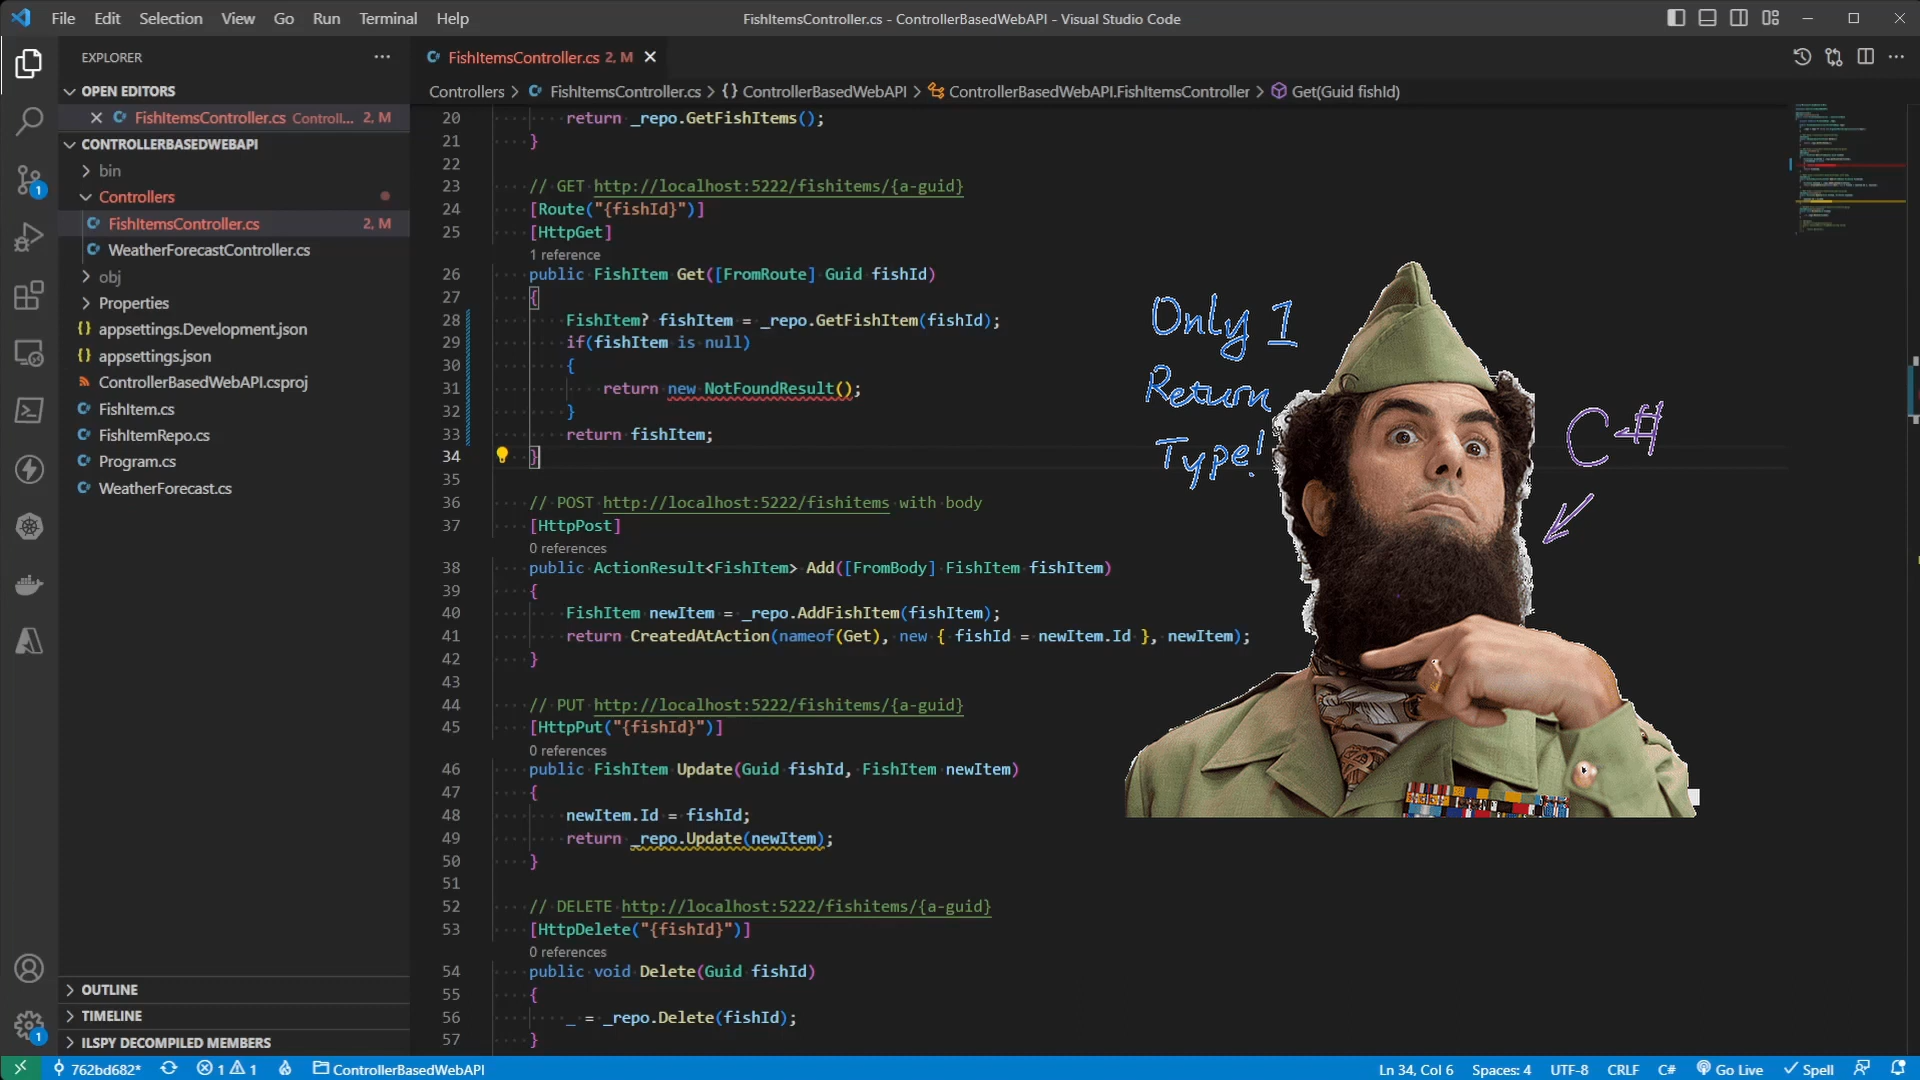 File Edit Selection View Go Run Terminal Help
FishItemsController.cs - ControllerBasedWebAPI - Visual Studio Code
EXPLORER
OPEN EDITORS
FishItemsController.cs Controll... 2, M
CONTROLLERBASEDWEBAPI
bin
Controllers
FishItemsController.cs 2, M
WeatherForecastController.cs
obj
Properties
appsettings.Development.json
appsettings.json
ControllerBasedWebAPI.csproj
FishItem.cs
FishItemRepo.cs
Program.cs
WeatherForecast.cs
OUTLINE
TIMELINE
ILSPY DECOMPILED MEMBERS
1
1
FishItemsController.cs 2, M
Controllers > FishItemsController.cs > {} ControllerBasedWebAPI > ControllerBasedWebAPI.FishItemsController > Get(Guid fishId)
20 return _repo.GetFishItems();
21 }
22
23 // GET http://localhost:5222/fishitems/{a-guid}
24 [Route("{fishId}")]
25 [HttpGet]
1 reference
26 public FishItem Get([FromRoute] Guid fishId)
27 {
28 FishItem? fishItem = _repo.GetFishItem(fishId);
29 if(fishItem is null)
30 {
31 return new NotFoundResult();
32 }
33 return fishItem;
34 }
35
36 // POST http://localhost:5222/fishitems with body
37 [HttpPost]
0 references
38 public ActionResult<FishItem> Add([FromBody] FishItem fishItem)
39 {
40 FishItem newItem = _repo.AddFishItem(fishItem);
41 return CreatedAtAction(nameof(Get), new { fishId = newItem.Id }, newItem);
42 }
43
44 // PUT http://localhost:5222/fishitems/{a-guid}
45 [HttpPut("{fishId}")]
0 references
46 public FishItem Update(Guid fishId, FishItem newItem)
47 {
48 newItem.Id = fishId;
49 return _repo.Update(newItem);
50 }
51
52 // DELETE http://localhost:5222/fishitems/{a-guid}
53 [HttpDelete("{fishId}")]
0 references
54 public void Delete(Guid fishId)
55 {
56 _ = _repo.Delete(fishId);
57 }
Only 1
Return
Type!
C#
762bd682* 1 1 ControllerBasedWebAPI
Ln 34, Col 6 Spaces: 4 UTF-8 CRLF C# Go Live Spell